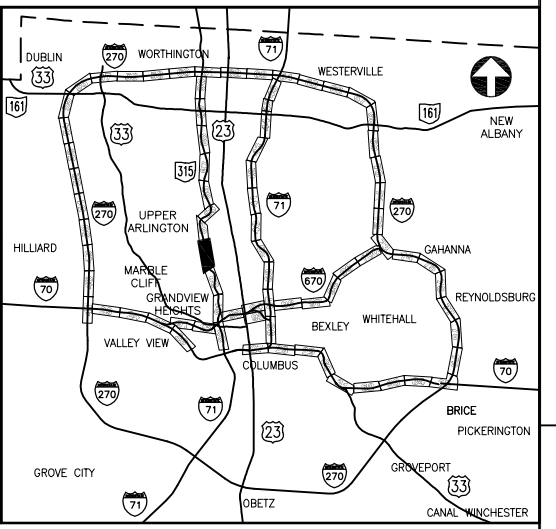 71
270
WORTHINGTON
DUBLIN
33
WESTERVILLE
161
161
33
23
NEW
ALBANY
315
71
270
270
UPPER
ARLINGTON
HILLIARD
GAHANNA
MARBLE
CLIFF
70
670
GRANDVIEW
HEIGHTS
REYNOLDSBURG
BEXLEY
WHITEHALL
VALLEY VIEW
COLUMBUS
70
270
71
BRICE
23
PICKERINGTON
GROVE CITY
270
GROVEPORT
33
71
OBETZ
CANAL WINCHESTER